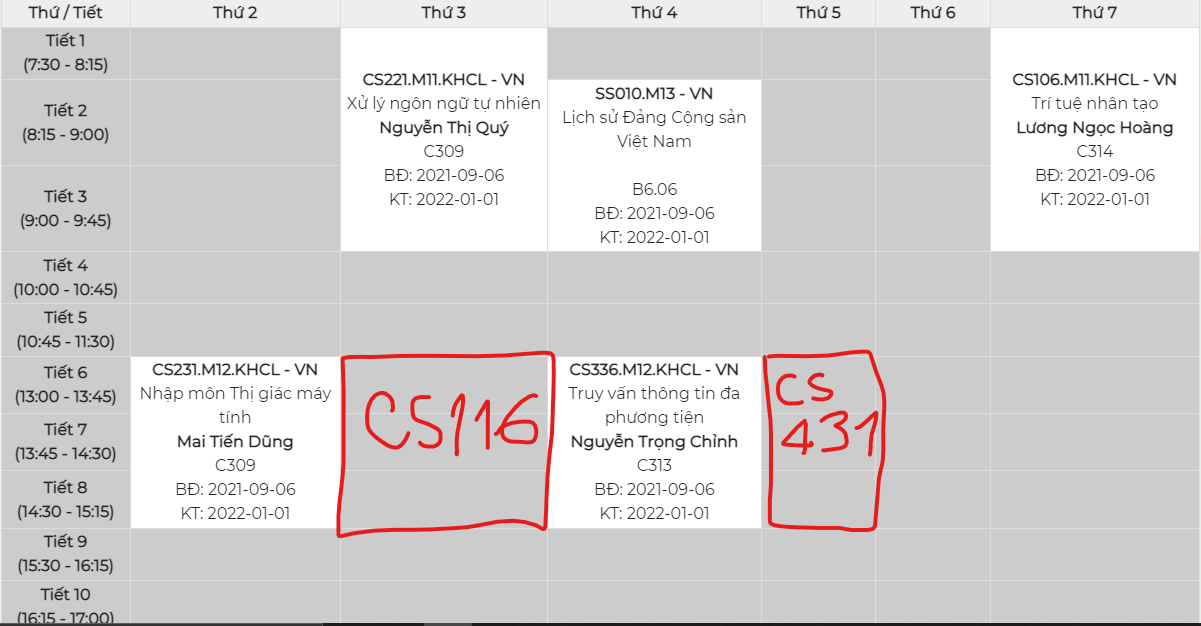 Thứ / Tiết Thứ 2 Thứ 3 Thứ 4 Thứ 5 Thứ 6 Thứ 7
Tiết 1
(7:30 - 8:15)
Tiết 2
(8:15 - 9:00)
Tiết 3
(9:00 - 9:45)
CS221.M11.KHCL - VN
Xử lý ngôn ngữ tự nhiên
Nguyễn Thị Quý
C309
BĐ: 2021-09-06
KT: 2022-01-01
SS010.M13 - VN
Lịch sử Đảng Cộng sản
Việt Nam
B6.06
BĐ: 2021-09-06
KT: 2022-01-01
CS106.M11.KHCL - VN
Trí tuệ nhân tạo
Lương Ngọc Hoàng
C314
BĐ: 2021-09-06
KT: 2022-01-01
Tiết 4
(10:00 - 10:45)
Tiết 5
(10:45 - 11:30)
Tiết 6
(13:00 - 13:45)
Tiết 7
(13:45 - 14:30)
Tiết 8
(14:30 - 15:15)
CS231.M12.KHCL - VN
Nhập môn Thị giác máy
tính
Mai Tiến Dũng
C309
BĐ: 2021-09-06
KT: 2022-01-01
CS116
CS336.M12.KHCL - VN
Truy vấn thông tin đa
phương tiện
Nguyễn Trọng Chỉnh
C313
BĐ: 2021-09-06
KT: 2022-01-01
CS
431
Tiết 9
(15:30 - 16:15)
Tiết 10
(16:15 - 17:00)